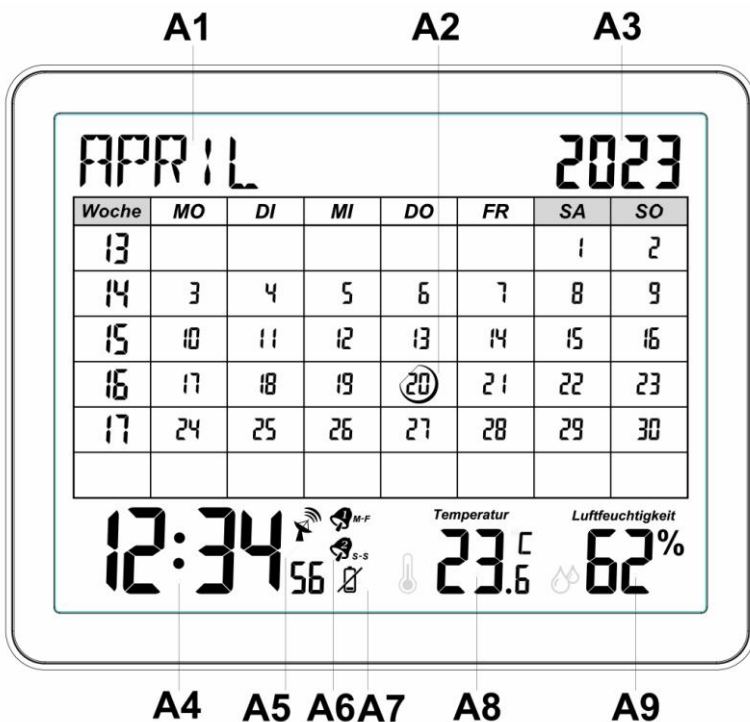 A1 A2 A3
APRIL 2023
Woche MO DI MI DO FR SA SO
13 1 2
14 3 4 5 6 7 8 9
15 10 11 12 13 14 15 16
16 17 18 19 20 21 22 23
17 24 25 26 27 28 29 30
1 M-F Temperatur Luftfeuchtigkeit
12:34 56 2 S-S 23.6 C 62%
A4 A5 A6 A7 A8 A9